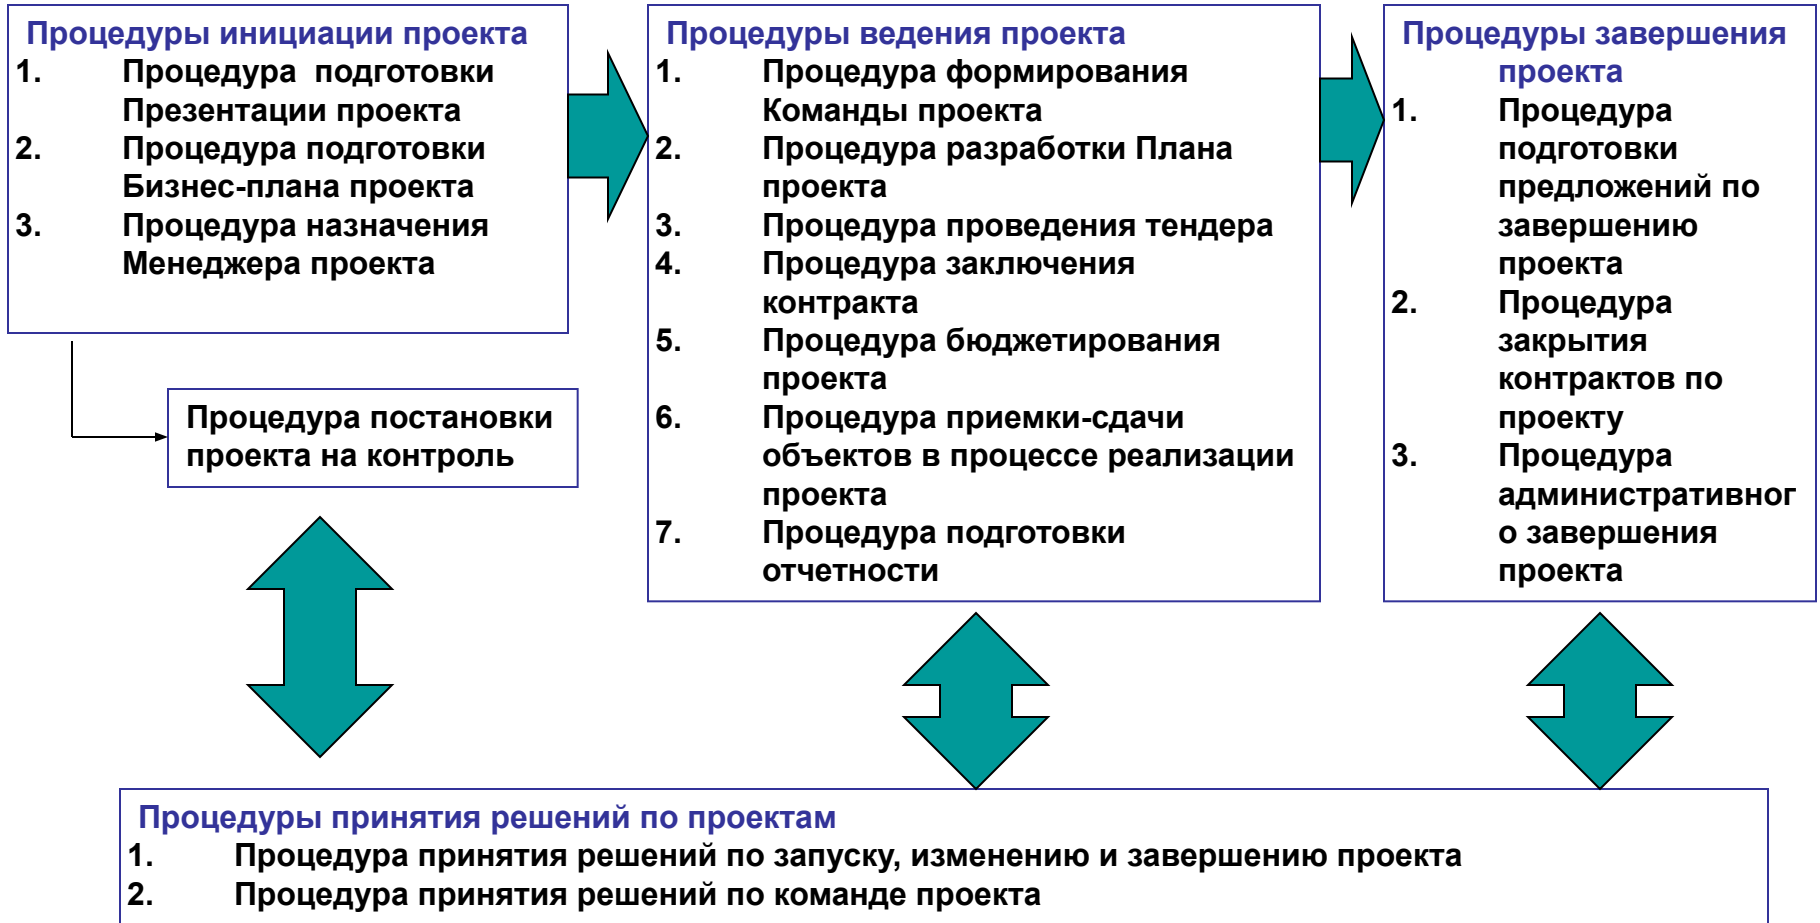 Процедуры инициации проекта
1. Процедура подготовки
Презентации проекта
2. Процедура подготовки
Бизнес-плана проекта
3. Процедура назначения
Менеджера проекта
Процедура постановки
проекта на контроль
Процедуры ведения проекта
1. Процедура формирования
Команды проекта
2. Процедура разработки Плана
проекта
3. Процедура проведения тендера
4. Процедура заключения
контракта
5. Процедура бюджетирования
проекта
6. Процедура приемки-сдачи
объектов в процессе реализации
проекта
7. Процедура подготовки
отчетности
Процедуры завершения
проекта
1. Процедура
подготовки
предложений по
завершению
проекта
2. Процедура
закрытия
контрактов по
проекту
3. Процедура
административног
о завершения
проекта
Процедуры принятия решений по проектам
1. Процедура принятия решений по запуску, изменению и завершению проекта
2. Процедура принятия решений по команде проекта